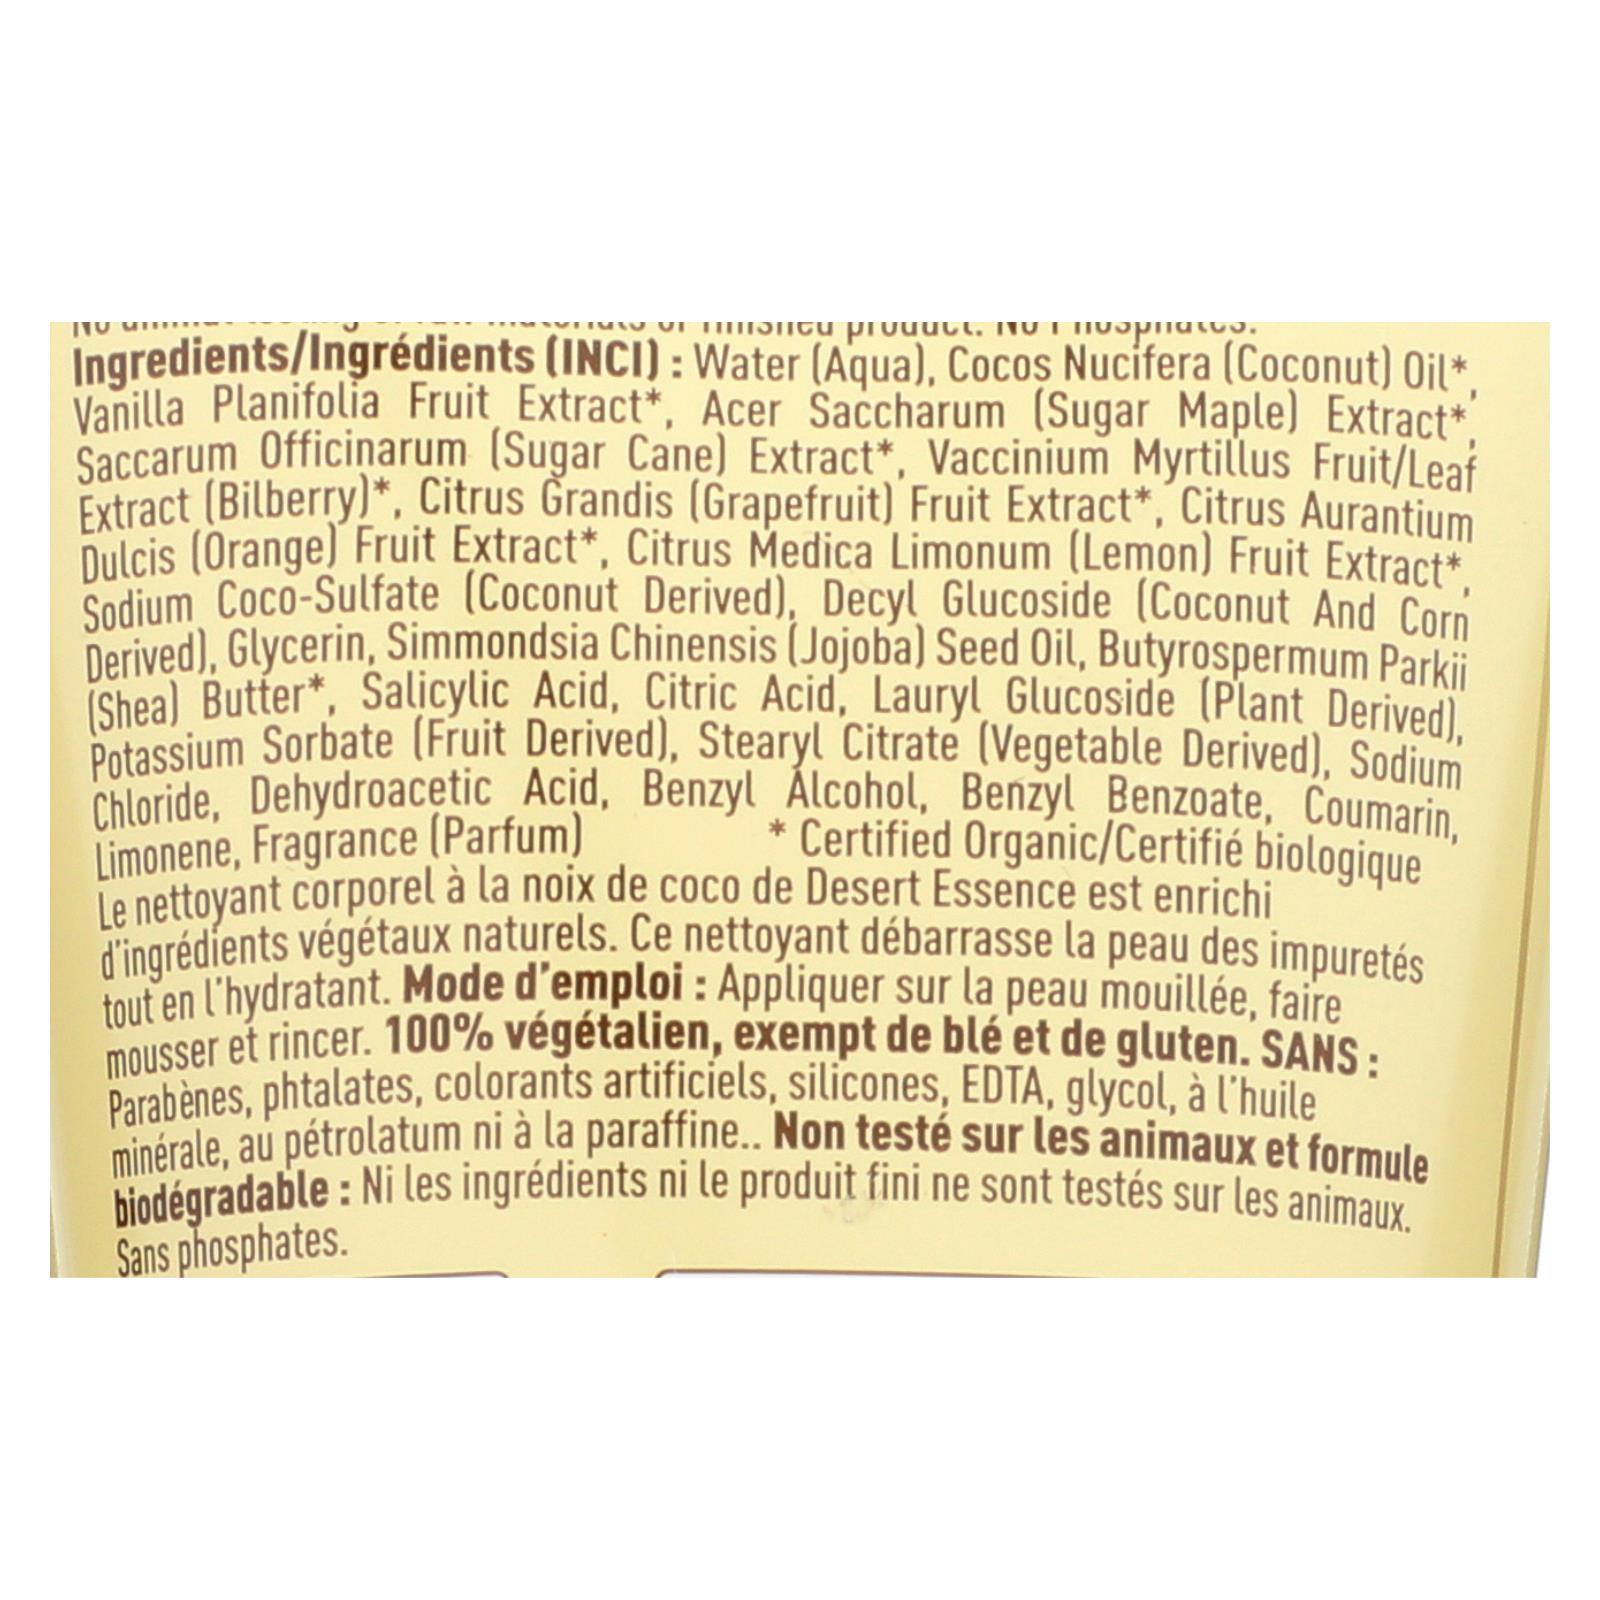 No animal testing of raw materials or finished product. No Phosphates.
Ingredients/Ingrédients (INCI) : Water (Aqua), Cocos Nucifera (Coconut) Oil*,
Vanilla Planifolia Fruit Extract*, Acer Saccharum (Sugar Maple) Extract*,
Saccarum Officinarum (Sugar Cane) Extract*, Vaccinium Myrtillus Fruit/Leaf
Extract (Bilberry)*, Citrus Grandis (Grapefruit) Fruit Extract*, Citrus Aurantium
Dulcis (Orange) Fruit Extract*, Citrus Medica Limonum (Lemon) Fruit Extract*,
Sodium Coco-Sulfate (Coconut Derived), Decyl Glucoside (Coconut And Corn
Derived), Glycerin, Simmondsia Chinensis (Jojoba) Seed Oil, Butyrospermum Parkii
(Shea) Butter*, Salicylic Acid, Citric Acid, Lauryl Glucoside (Plant Derived),
Potassium Sorbate (Fruit Derived), Stearyl Citrate (Vegetable Derived), Sodium
Chloride, Dehydroacetic Acid, Benzyl Alcohol, Benzyl Benzoate, Coumarin,
Limonene, Fragrance (Parfum) * Certified Organic/Certifié biologique
Le nettoyant corporel à la noix de coco de Desert Essence est enrichi
d'ingrédients végétaux naturels. Ce nettoyant débarrasse la peau des impuretés
tout en l'hydratant. Mode d'emploi : Appliquer sur la peau mouillée, faire
mousser et rincer. 100% végétalien, exempt de blé et de gluten. SANS :
Parabènes, phtalates, colorants artificiels, silicones, EDTA, glycol, à l'huile
minérale, au pétrolatum ni à la paraffine.. Non testé sur les animaux et formule
biodégradable : Ni les ingrédients ni le produit fini ne sont testés sur les animaux.
Sans phosphates.